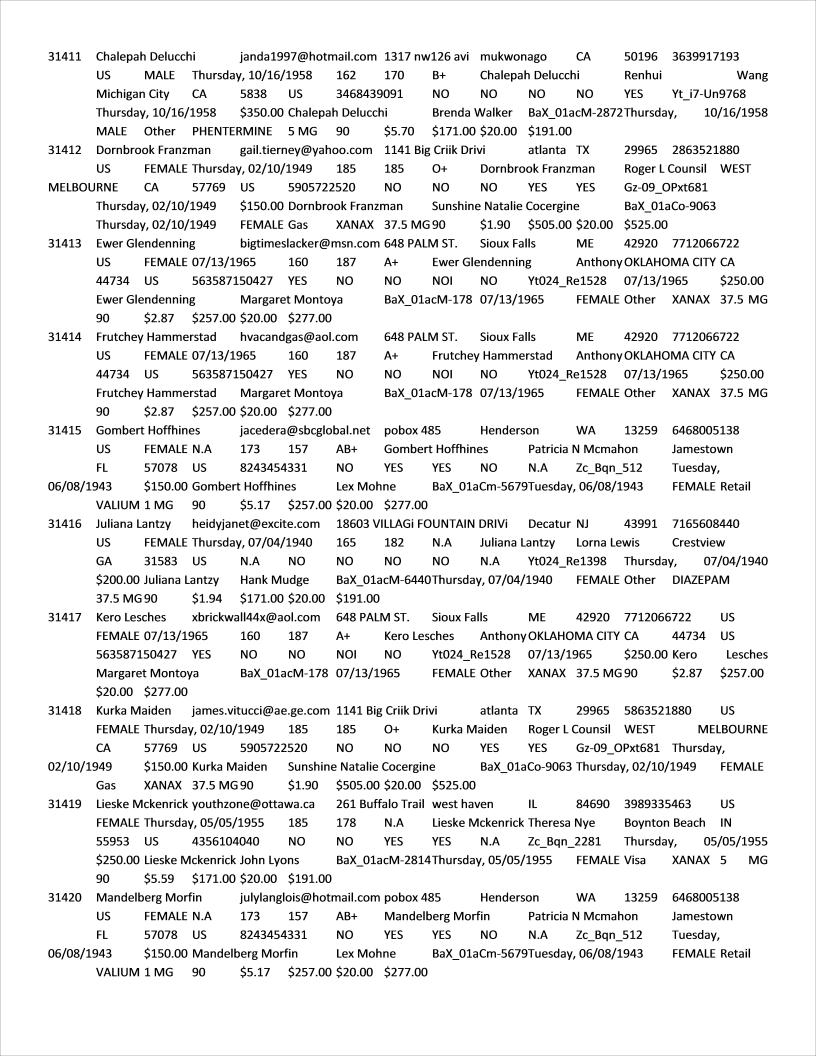 31411 Chalepah Delucchi janda1997@hotmail.com 1317 nw126 avi mukwonago CA 50196 3639917193
US MALE Thursday, 10/16/1958 162 170 B+ Chalepah Delucchi Renhui Wang
Michigan City CA 5838 US 3468439091 NO NO NO NO YES Yt_i7-Un9768
Thursday, 10/16/1958 $350.00 Chalepah Delucchi Brenda Walker BaX_01acM-2872Thursday, 10/16/1958
MALE Other PHENTERMINE 5 MG 90 $5.70 $171.00 $20.00 $191.00
31412 Dornbrook Franzman gail.tierney@yahoo.com 1141 Big Criik Drivi atlanta TX 29965 2863521880
US FEMALE Thursday, 02/10/1949 185 185 O+ Dornbrook Franzman Roger L Counsil WEST
MELBOURNE CA 57769 US 5905722520 NO NO NO YES YES Gz-09_OPxt681
Thursday, 02/10/1949 $150.00 Dornbrook Franzman Sunshine Natalie Cocergine BaX_01aCo-9063
Thursday, 02/10/1949 FEMALE Gas XANAX 37.5 MG 90 $1.90 $505.00 $20.00 $525.00
31413 Ewer Glendenning bigtimeslacker@msn.com 648 PALM ST. Sioux Falls ME 42920 7712066722
US FEMALE 07/13/1965 160 187 A+ Ewer Glendenning Anthony OKLAHOMA CITY CA
44734 US 563587150427 YES NO NO NOI NO Yt024_Re1528 07/13/1965 $250.00
Ewer Glendenning Margaret Montoya BaX_01acM-178 07/13/1965 FEMALE Other XANAX 37.5 MG
90 $2.87 $257.00 $20.00 $277.00
31414 Frutchey Hammerstad hvacandgas@aol.com 648 PALM ST. Sioux Falls ME 42920 7712066722
US FEMALE 07/13/1965 160 187 A+ Frutchey Hammerstad Anthony OKLAHOMA CITY CA
44734 US 563587150427 YES NO NO NOI NO Yt024_Re1528 07/13/1965 $250.00
Frutchey Hammerstad Margaret Montoya BaX_01acM-178 07/13/1965 FEMALE Other XANAX 37.5 MG
90 $2.87 $257.00 $20.00 $277.00
31415 Gombert Hoffhines jacedera@sbcglobal.net pobox 485 Henderson WA 13259 6468005138
US FEMALE N.A 173 157 AB+ Gombert Hoffhines Patricia N Mcmahon Jamestown
FL 57078 US 8243454331 NO YES YES NO N.A Zc_Bqn_512 Tuesday,
06/08/1943 $150.00 Gombert Hoffhines Lex Mohne BaX_01aCm-5679Tuesday, 06/08/1943 FEMALE Retail
VALIUM 1 MG 90 $5.17 $257.00 $20.00 $277.00
31416 Juliana Lantzy heidyjanet@excite.com 18603 VILLAGi FOUNTAIN DRIVi Decatur NJ 43991 7165608440
US FEMALE Thursday, 07/04/1940 165 182 N.A Juliana Lantzy Lorna Lewis Crestview
GA 31583 US N.A NO NO NO NO N.A Yt024_Re1398 Thursday, 07/04/1940
$200.00 Juliana Lantzy Hank Mudge BaX_01acM-6440Thursday, 07/04/1940 FEMALE Other DIAZEPAM
37.5 MG 90 $1.94 $171.00 $20.00 $191.00
31417 Kero Lesches xbrickwall44x@aol.com 648 PALM ST. Sioux Falls ME 42920 7712066722 US
FEMALE 07/13/1965 160 187 A+ Kero Lesches Anthony OKLAHOMA CITY CA 44734 US
563587150427 YES NO NO NOI NO Yt024_Re1528 07/13/1965 $250.00 Kero Lesches
Margaret Montoya BaX_01acM-178 07/13/1965 FEMALE Other XANAX 37.5 MG 90 $2.87 $257.00
$20.00 $277.00
31418 Kurka Maiden james.vitucci@ae.ge.com 1141 Big Criik Drivi atlanta TX 29965 5863521880 US
FEMALE Thursday, 02/10/1949 185 185 O+ Kurka Maiden Roger L Counsil WEST MELBOURNE
CA 57769 US 5905722520 NO NO NO YES YES Gz-09_OPxt681 Thursday,
02/10/1949 $150.00 Kurka Maiden Sunshine Natalie Cocergine BaX_01aCo-9063 Thursday, 02/10/1949 FEMALE
Gas XANAX 37.5 MG 90 $1.90 $505.00 $20.00 $525.00
31419 Lieske Mckenrick youthzone@ottawa.ca 261 Buffalo Trail west haven IL 84690 3989335463 US
FEMALE Thursday, 05/05/1955 185 178 N.A Lieske Mckenrick Theresa Nye Boynton Beach IN
55953 US 4356104040 NO NO YES YES N.A Zc_Bqn_2281 Thursday, 05/05/1955
$250.00 Lieske Mckenrick John Lyons BaX_01acM-2814Thursday, 05/05/1955 FEMALE Visa XANAX 5 MG
90 $5.59 $171.00 $20.00 $191.00
31420 Mandelberg Morfin julylanglois@hotmail.com pobox 485 Henderson WA 13259 6468005138
US FEMALE N.A 173 157 AB+ Mandelberg Morfin Patricia N Mcmahon Jamestown
FL 57078 US 8243454331 NO YES YES NO N.A Zc_Bqn_512 Tuesday,
06/08/1943 $150.00 Mandelberg Morfin Lex Mohne BaX_01aCm-5679Tuesday, 06/08/1943 FEMALE Retail
VALIUM 1 MG 90 $5.17 $257.00 $20.00 $277.00